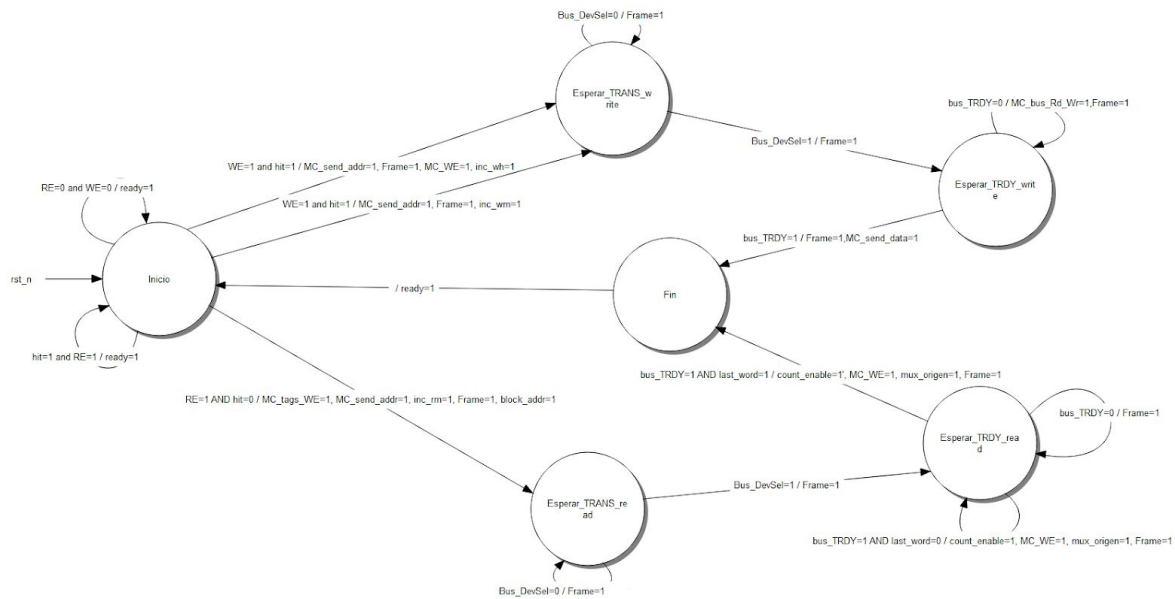 Bus_DevSel=0 / Frame=1
Esperar_TRANS_w
rite
bus_TRDY=0 / MC_bus_Rd_Wr=1,Frame=1
Bus_DevSel=1 / Frame=1
WE=1 and hit=1 / MC_send_addr=1, Frame=1, MC_WE=1, inc_wh=1
RE=0 and WE=0 / ready=1
Esperar_TRDY_writ
e
WE=1 and hit=1 / MC_send_addr=1, Frame=1, inc_wm=1
bus_TRDY=1 / Frame=1,MC_send_data=1
rst_n
Inicio
Fin
/ ready=1
hit=1 and RE=1 / ready=1
bus_TRDY=1 AND last_word=1 / count_enable=1', MC_WE=1, mux_origen=1, Frame=1
RE=1 AND hit=0 / MC_tags_WE=1, MC_send_addr=1, inc_rm=1, Frame=1, block_addr=1
bus_TRDY=0 / Frame=1
Esperar_TRDY_rea
d
Bus_DevSel=1 / Frame=1
Esperar_TRANS_re
ad
bus_TRDY=1 AND last_word=0 / count_enable=1, MC_WE=1, mux_origen=1, Frame=1
Bus_DevSel=0 / Frame=1